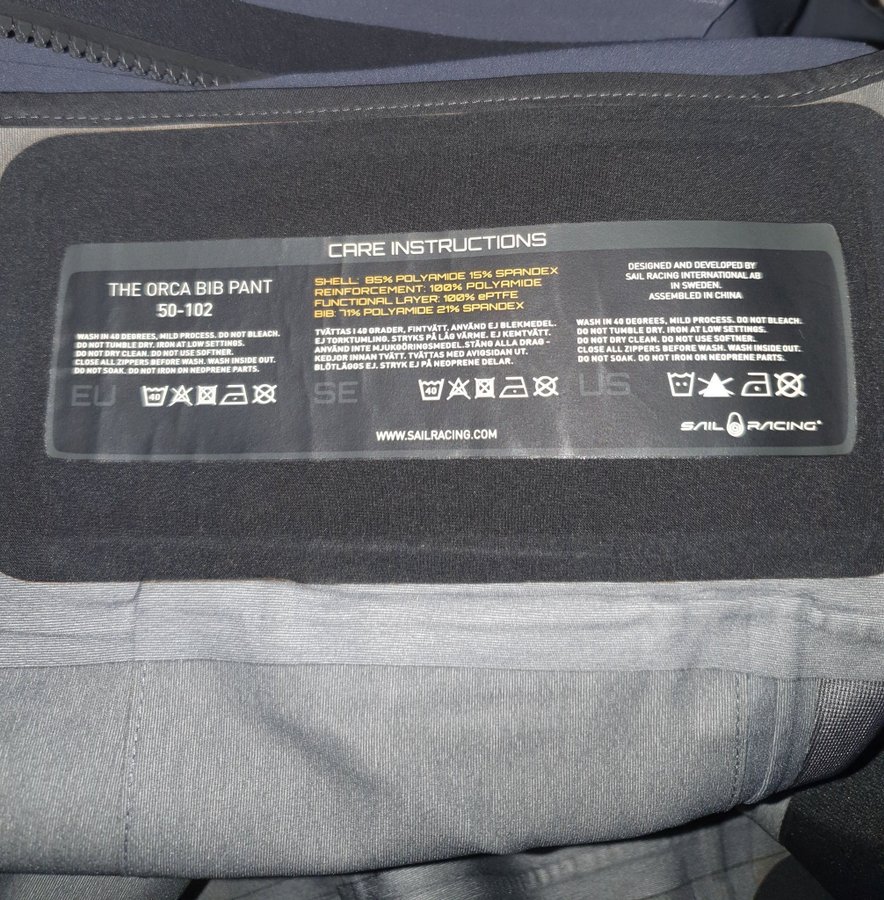 CARE INSTRUCTIONS
THE ORCA BIB PANT
50-102
WASH IN 40 DEGREES, MILD PROCESS. DO NOT BLEACH.
DO NOT TUMBLE DRY. IRON AT LOW SETTINGS.
DO NOT DRY CLEAN. DO NOT USE SOFTNER.
CLOSE ALL ZIPPERS BEFORE WASH. WASH INSIDE OUT.
DO NOT SOAK. DO NOT IRON ON NEOPRENE PARTS.
EU
40
SHELL: 85% POLYAMIDE 15% SPANDEX
REINFORCEMENT: 100% POLYAMIDE
FUNCTIONAL LAYER: 100% ePTFE
BIB: 71% POLYAMIDE 21% SPANDEX
TVÄTTAS I 40 GRADER, FINTVÄTT, ANVÄND EJ BLEKMEDEL.
EJ TORKTUMLING. STRYKS PÅ LÅG VÄRME. EJ KEMTVÄTT.
ANVÄND INTE MJUKGÖRINGSMEDEL. STÄNG ALLA DRAG-
KEDJOR INNAN TVÄTT. TVÄTTAS MED AVIGSIDAN UT.
BLÖTLÄGGS EJ. STRYK EJ PÅ NEOPRENE DELAR.
SE
40
DESIGNED AND DEVELOPED BY
SAIL RACING INTERNATIONAL AB
IN SWEDEN.
ASSEMBLED IN CHINA
WASH IN 40 DEGREES, MILD PROCESS. DO NOT BLEACH.
DO NOT TUMBLE DRY. IRON AT LOW SETTINGS.
DO NOT DRY CLEAN. DO NOT USE SOFTNER.
CLOSE ALL ZIPPERS BEFORE WASH. WASH INSIDE OUT.
DO NOT SOAK. DO NOT IRON ON NEOPRENE PARTS.
US
WWW.SAILRACING.COM
SAIL RACING